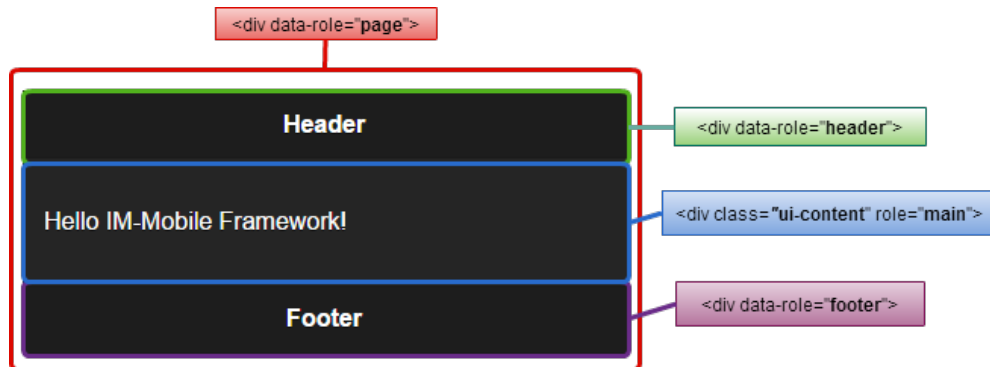 <div data-role="page">
Header
<div data-role="header">
Hello IM-Mobile Framework!
<div class="ui-content" role="main">
Footer
<div data-role="footer">